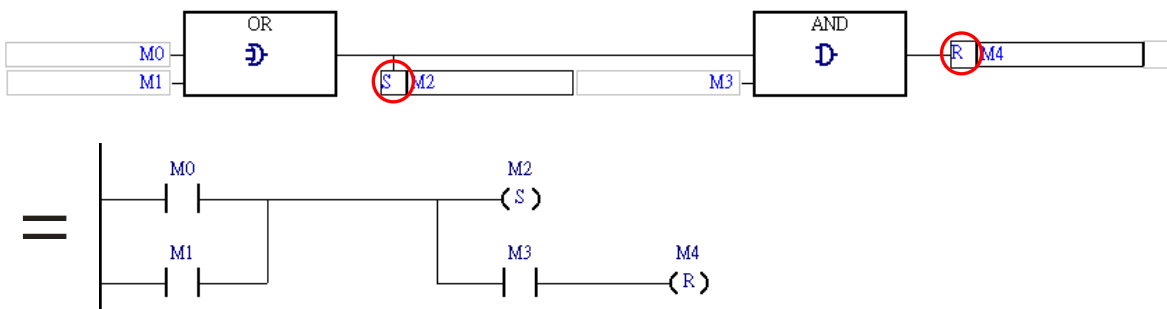 OR AND
M0 R M4
M1 S M2 M3
=
M0 M2
( S )
M1 M3 M4
( R )